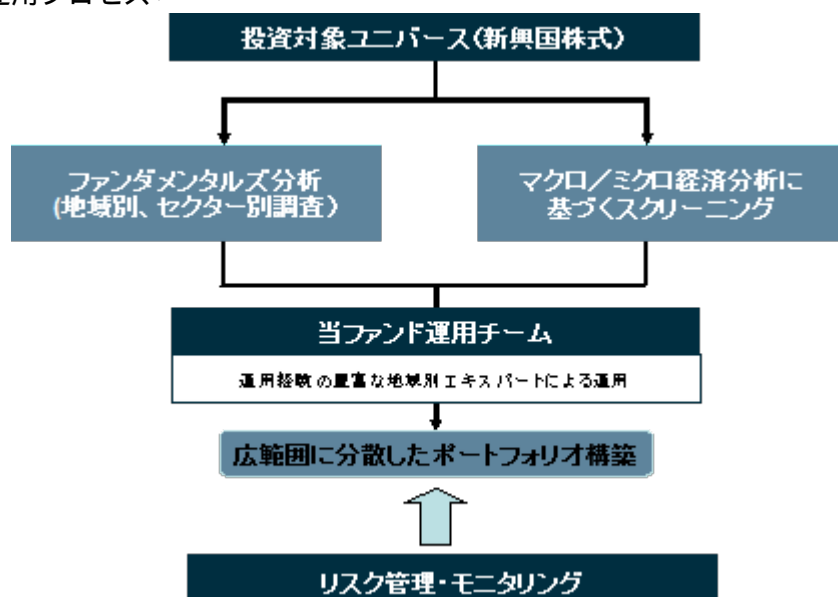 運用プロセス
投資対象ユニバース(新興国株式)
ファンダメンタルズ分析
(地域別、セクター別調査)
マクロ／ミクロ経済分析に
基づくスクリーニング
当ファンド運用チーム
運用経験の豊富な地域別エキスパートによる運用
広範囲に分散したポートフォリオ構築
リスク管理・モニタリング